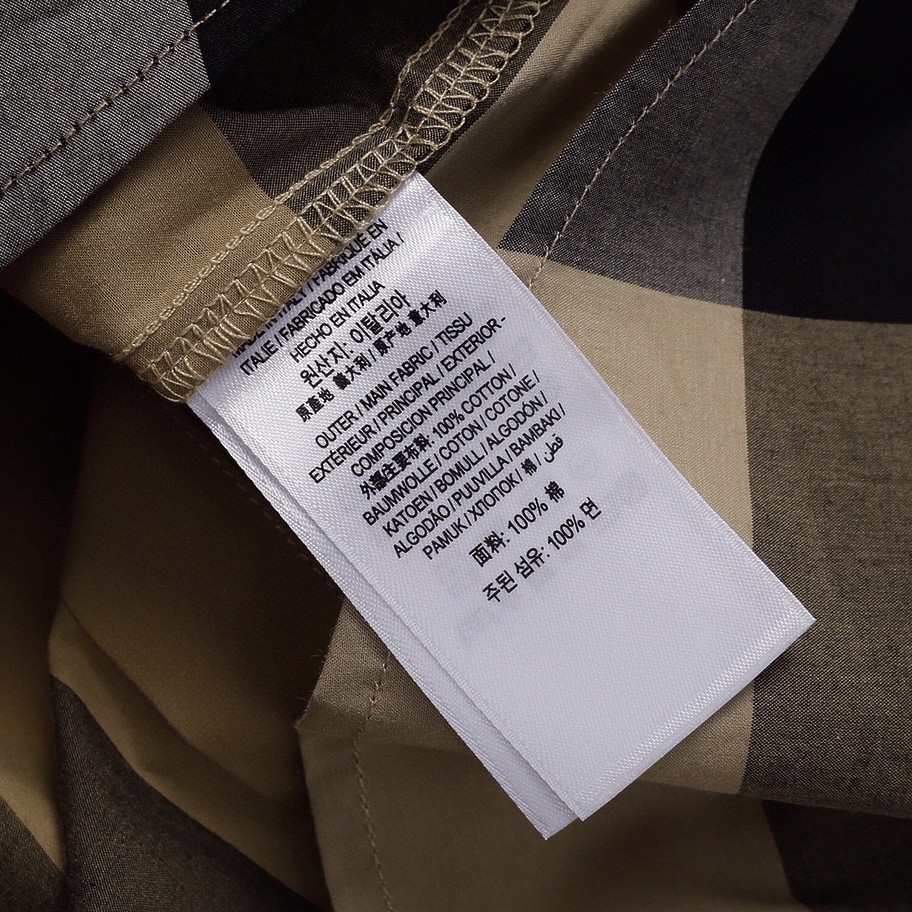 MADE IN ITALY / FABRIQUÉ EN
ITALIE / FABRICADO EM ITÁLIA /
HECHO EN ITALIA
원산지: 이탈리아
原産地 義大利 / 原产地 意大利
OUTER / MAIN FABRIC / TISSU
EXTÉRIEUR / PRINCIPAL / EXTERIOR -
COMPOSICION PRINCIPAL /
外層主要布料: 100% COTTON /
BAUMWOLLE / COTON / COTONE /
KATOEN / BOMULL / ALGODÓN /
ALGODÃO / PUUVILLA / BAMBAKI /
PAMUK / ХЛОПОК / 棉 / قطن
面料: 100% 棉
주된 섬유: 100% 면